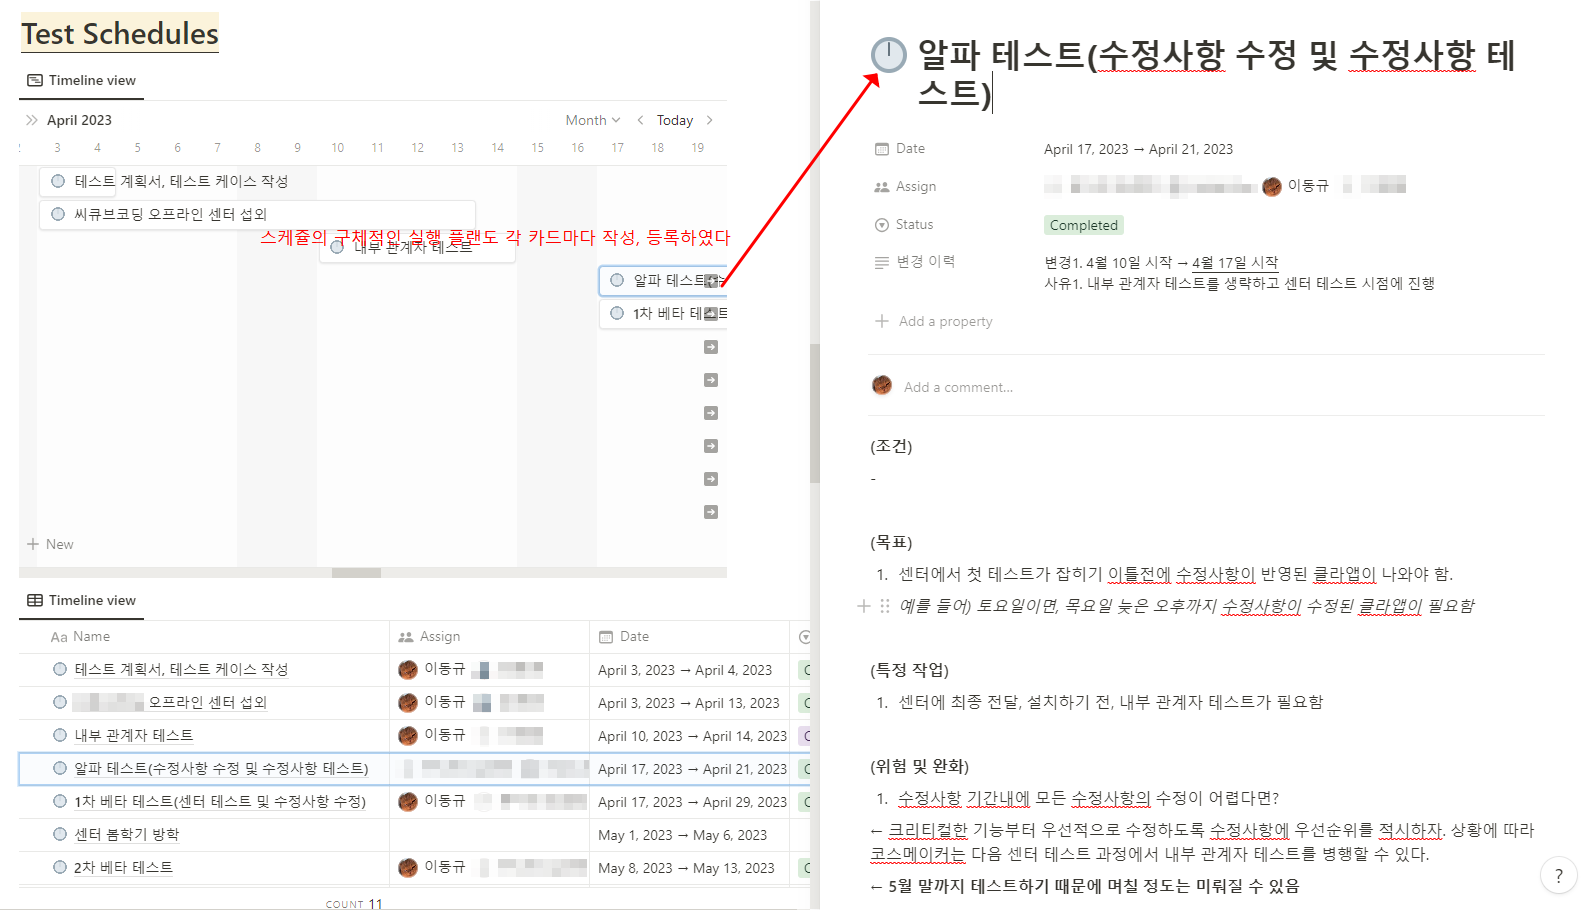 Test Schedules
Timeline view
April 2023
Month
Today
3 4 5 6 7 8 9 10 11 12 13 14 15 16 17 18 19
테스트 계획서, 테스트 케이스 작성
씨큐브코딩 오프라인 센터 섭외
스케쥴의 구체적인 실행 플랜도 각 카드마다 작성, 등록하였다
내부 관계자 테스트
알파 테스트
1차 베타 테스트
New
Timeline view
Aa Name Assign Date
테스트 계획서, 테스트 케이스 작성 이동규 April 3, 2023 → April 4, 2023
오프라인 센터 섭외 이동규 April 3, 2023 → April 13, 2023
내부 관계자 테스트 이동규 April 10, 2023 → April 14, 2023
알파 테스트(수정사항 수정 및 수정사항 테스트) April 17, 2023 → April 21, 2023
1차 베타 테스트(센터 테스트 및 수정사항 수정) 이동규 April 17, 2023 → April 29, 2023
센터 봄학기 방학 May 1, 2023 → May 6, 2023
2차 베타 테스트 이동규 May 8, 2023 → May 13, 2023
COUNT 11
알파 테스트(수정사항 수정 및 수정사항 테
스트)
Date April 17, 2023 → April 21, 2023
Assign 이동규
Status Completed
변경 이력 변경1. 4월 10일 시작 → 4월 17일 시작
사유1. 내부 관계자 테스트를 생략하고 센터 테스트 시점에 진행
Add a property
Add a comment...
(조건)
-
(목표)
1. 센터에서 첫 테스트가 잡히기 이틀전에 수정사항이 반영된 클라앱이 나와야 함.
예를 들어) 토요일이면, 목요일 늦은 오후까지 수정사항이 수정된 클라앱이 필요함
(특정 작업)
1. 센터에 최종 전달, 설치하기 전, 내부 관계자 테스트가 필요함
(위험 및 완화)
1. 수정사항 기간내에 모든 수정사항의 수정이 어렵다면?
← 크리티컬한 기능부터 우선적으로 수정하도록 수정사항에 우선순위를 적시하자. 상황에 따라
코스메이커는 다음 센터 테스트 과정에서 내부 관계자 테스트를 병행할 수 있다.
← 5월 말까지 테스트하기 때문에 며칠 정도는 미뤄질 수 있음
?